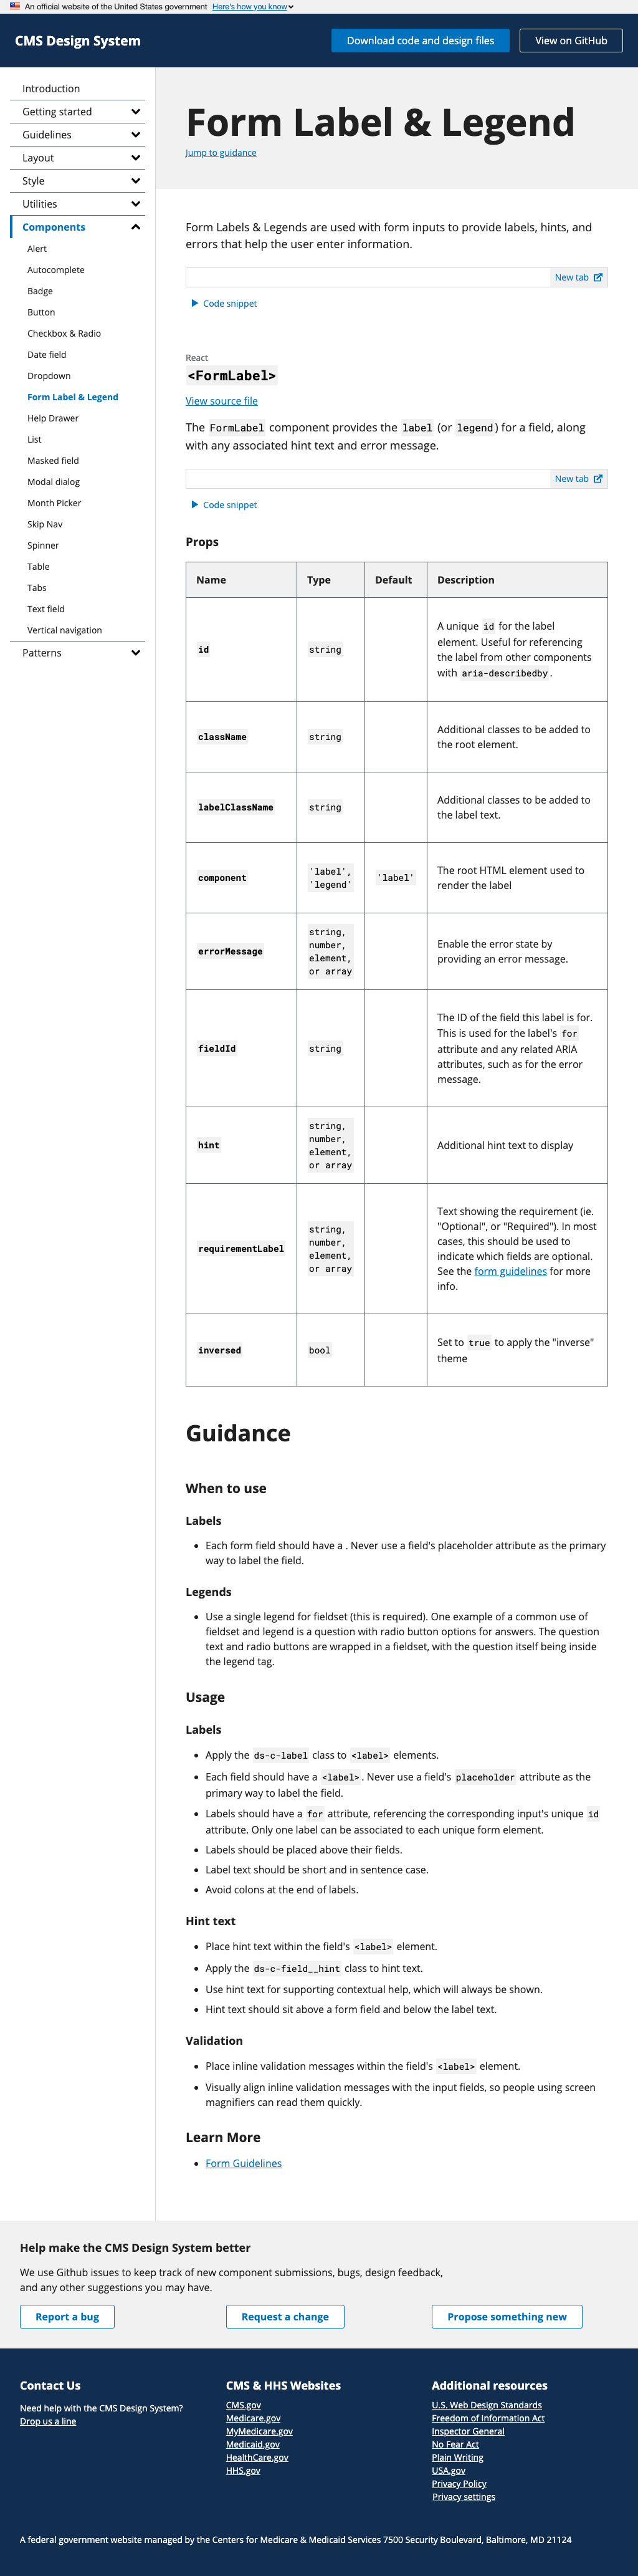 An official website of the United States government Here's how you know
CMS Design System
Download code and design files
View on GitHub
Introduction
Getting started
Guidelines
Layout
Style
Utilities
Components
Alert
Autocomplete
Badge
Button
Checkbox & Radio
Date field
Dropdown
Form Label & Legend
Help Drawer
List
Masked field
Modal dialog
Month Picker
Skip Nav
Spinner
Table
Tabs
Text field
Vertical navigation
Patterns
Form Label & Legend
Jump to guidance
Form Labels & Legends are used with form inputs to provide labels, hints, and
errors that help the user enter information.
New tab
Code snippet
React
<FormLabel>
View source file
The FormLabel component provides the label (or legend) for a field, along
with any associated hint text and error message.
New tab
Code snippet
Props
Name Type Default Description
id string
A unique id for the label
element. Useful for referencing
the label from other components
with aria-describedby.
className string
Additional classes to be added to
the root element.
labelClassName string
Additional classes to be added to
the label text.
component
'label',
'legend'
'label'
The root HTML element used to
render the label
errorMessage
string,
number,
element,
or array
Enable the error state by
providing an error message.
fieldId string
The ID of the field this label is for.
This is used for the label's for
attribute and any related ARIA
attributes, such as for the error
message.
hint
string,
number,
element,
or array
Additional hint text to display
requirementLabel
string,
number,
element,
or array
Text showing the requirement (ie.
"Optional", or "Required"). In most
cases, this should be used to
indicate which fields are optional.
See the form guidelines for more
info.
inversed bool
Set to true to apply the "inverse"
theme
Guidance
When to use
Labels
Each form field should have a . Never use a field's placeholder attribute as the primary
way to label the field.
Legends
Use a single legend for fieldset (this is required). One example of a common use of
fieldset and legend is a question with radio button options for answers. The question
text and radio buttons are wrapped in a fieldset, with the question itself being inside
the legend tag.
Usage
Labels
Apply the ds-c-label class to <label> elements.
Each field should have a <label>. Never use a field's placeholder attribute as the
primary way to label the field.
Labels should have a for attribute, referencing the corresponding input's unique id
attribute. Only one label can be associated to each unique form element.
Labels should be placed above their fields.
Label text should be short and in sentence case.
Avoid colons at the end of labels.
Hint text
Place hint text within the field's <label> element.
Apply the ds-c-field__hint class to hint text.
Use hint text for supporting contextual help, which will always be shown.
Hint text should sit above a form field and below the label text.
Validation
Place inline validation messages within the field's <label> element.
Visually align inline validation messages with the input fields, so people using screen
magnifiers can read them quickly.
Learn More
Form Guidelines
Help make the CMS Design System better
We use Github issues to keep track of new component submissions, bugs, design feedback,
and any other suggestions you may have.
Report a bug
Request a change
Propose something new
Contact Us
Need help with the CMS Design System?
Drop us a line
CMS & HHS Websites
CMS.gov
Medicare.gov
MyMedicare.gov
Medicaid.gov
HealthCare.gov
HHS.gov
Additional resources
U.S. Web Design Standards
Freedom of Information Act
Inspector General
No Fear Act
Plain Writing
USA.gov
Privacy Policy
Privacy settings
A federal government website managed by the Centers for Medicare & Medicaid Services 7500 Security Boulevard, Baltimore, MD 21124